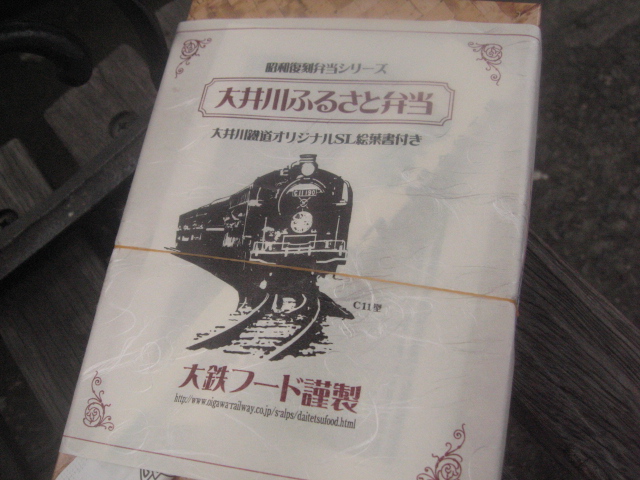 昭和復刻弁当シリーズ
大井川ふるさと弁当
大井川鐵道オリジナルSL絵葉書付き
C11 190
C11型
大鉄フード謹製
http://www.oigawa-railway.co.jp/s-alps/daitetsufood.html